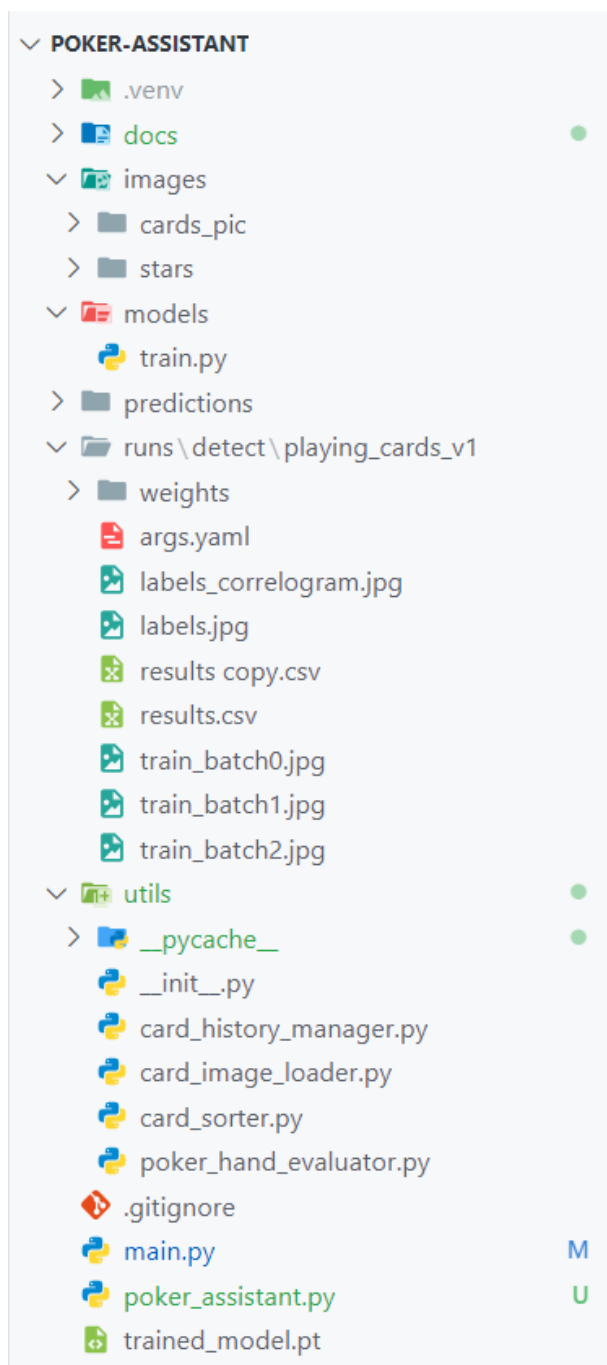 POKER-ASSISTANT
.venv
docs
images
cards_pic
stars
models
train.py
predictions
runs\detect\playing_cards_v1
weights
args.yaml
labels_correlogram.jpg
labels.jpg
results copy.csv
results.csv
train_batch0.jpg
train_batch1.jpg
train_batch2.jpg
utils
__pycache__
__init__.py
card_history_manager.py
card_image_loader.py
card_sorter.py
poker_hand_evaluator.py
.gitignore
main.py M
poker_assistant.py U
trained_model.pt